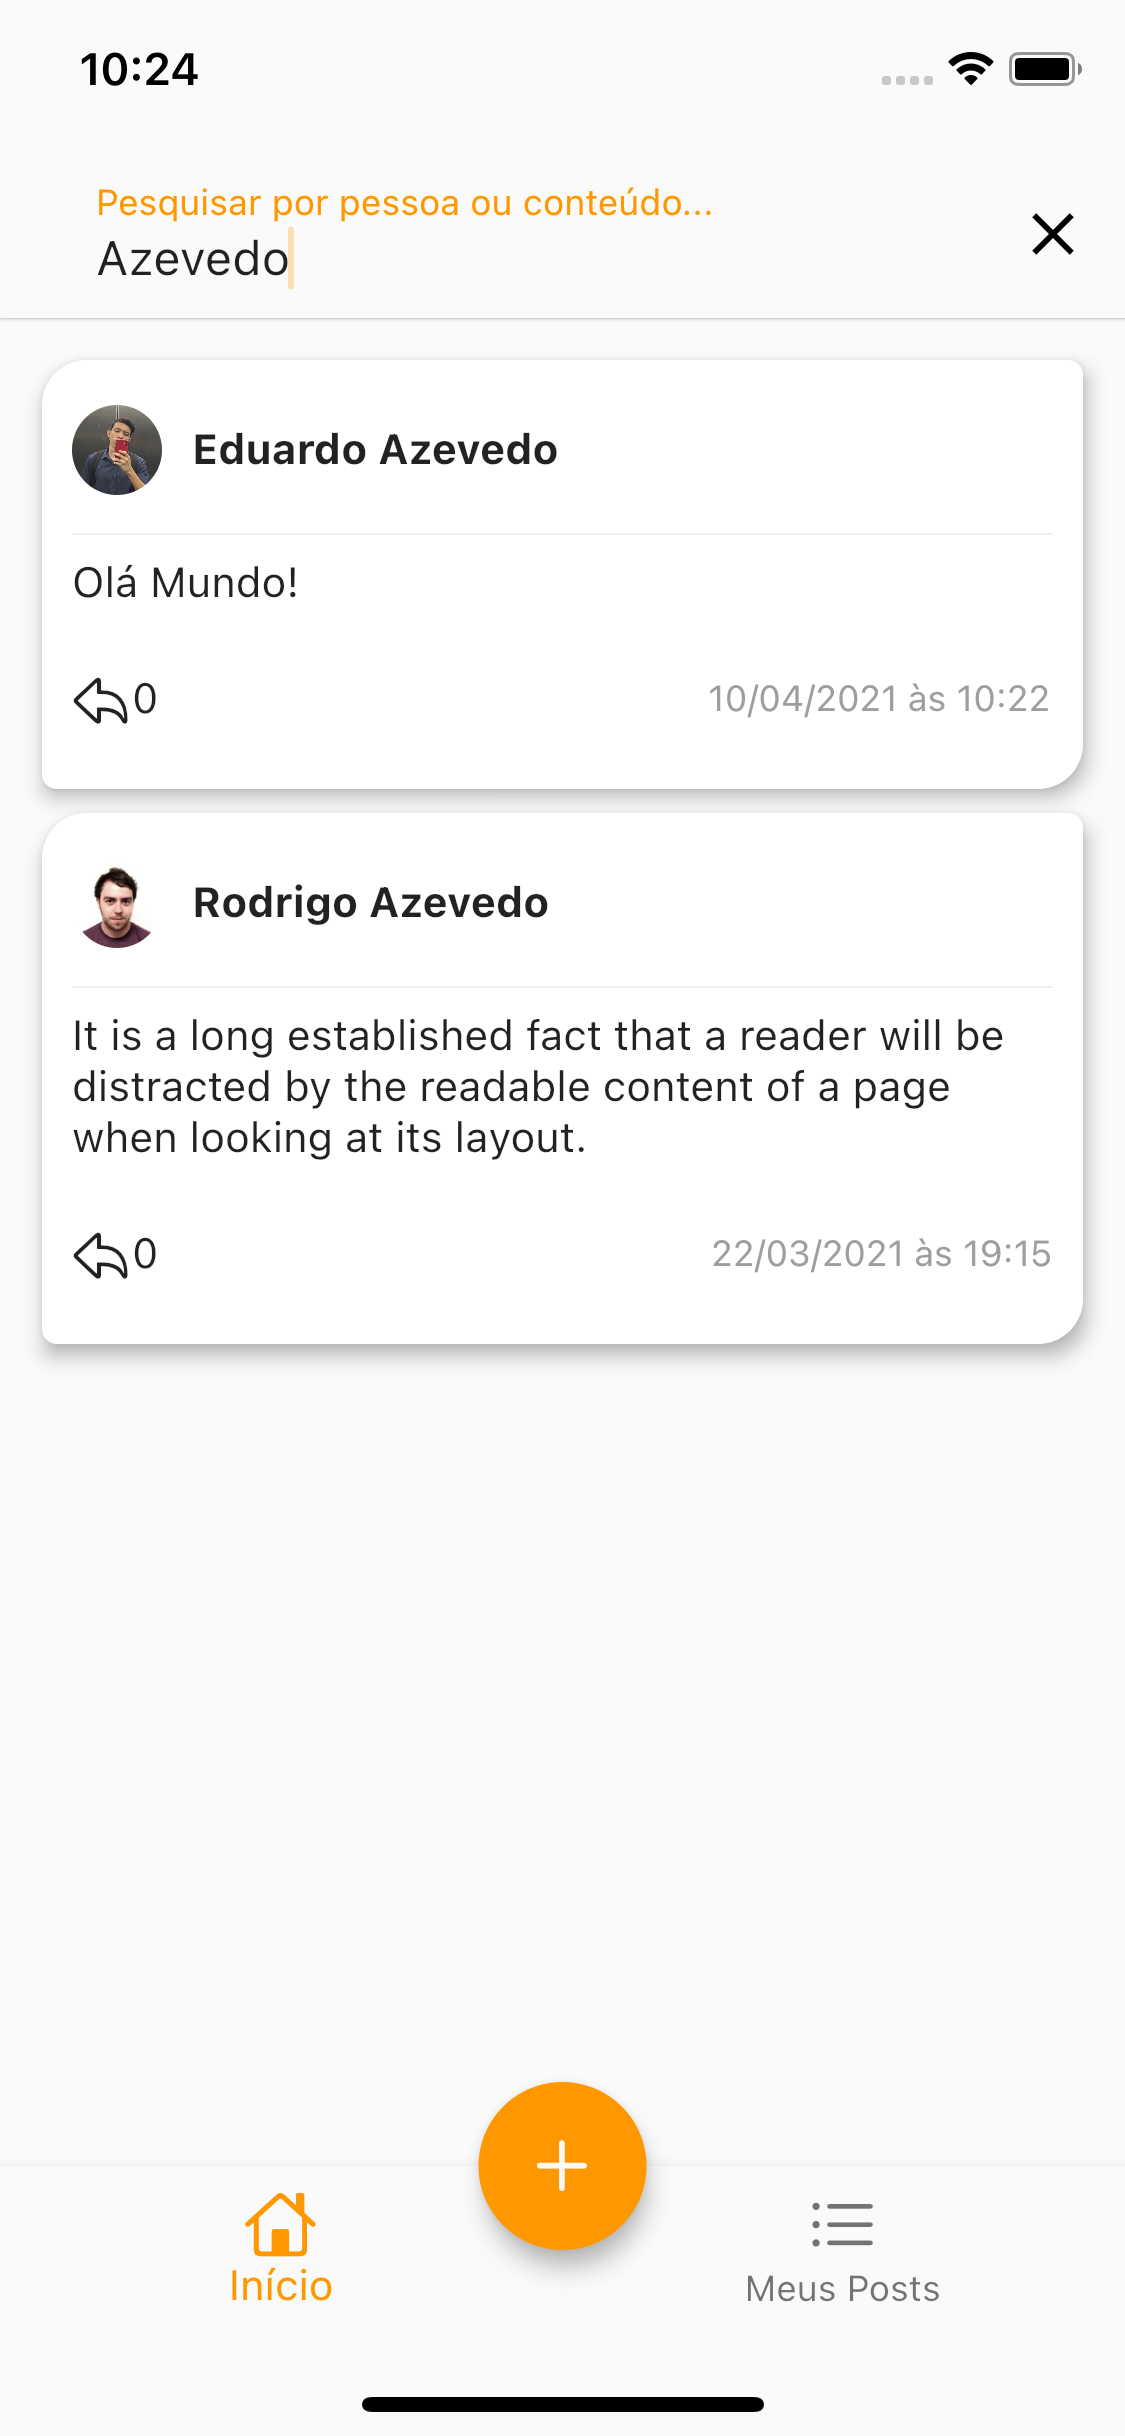 10:24
Pesquisar por pessoa ou conteúdo...
Azevedo
Eduardo Azevedo
Olá Mundo!
0
10/04/2021 às 10:22
Rodrigo Azevedo
It is a long established fact that a reader will be
distracted by the readable content of a page
when looking at its layout.
0
22/03/2021 às 19:15
Início
Meus Posts